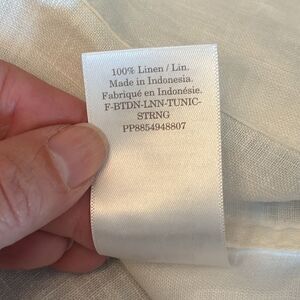 100% Linen / Lin.
Made in Indonesia.
Fabriqué en Indonésie.
F-BTDN-LNN-TUNIC-
STRNG
PP8854948807